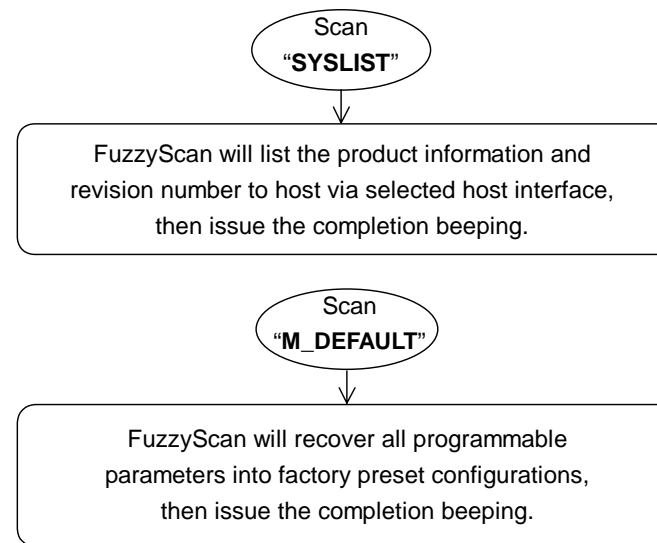 Scan
“SYSLIST”
FuzzyScan will list the product information and
revision number to host via selected host interface,
then issue the completion beeping.
Scan
“M_DEFAULT”
FuzzyScan will recover all programmable
parameters into factory preset configurations,
then issue the completion beeping.